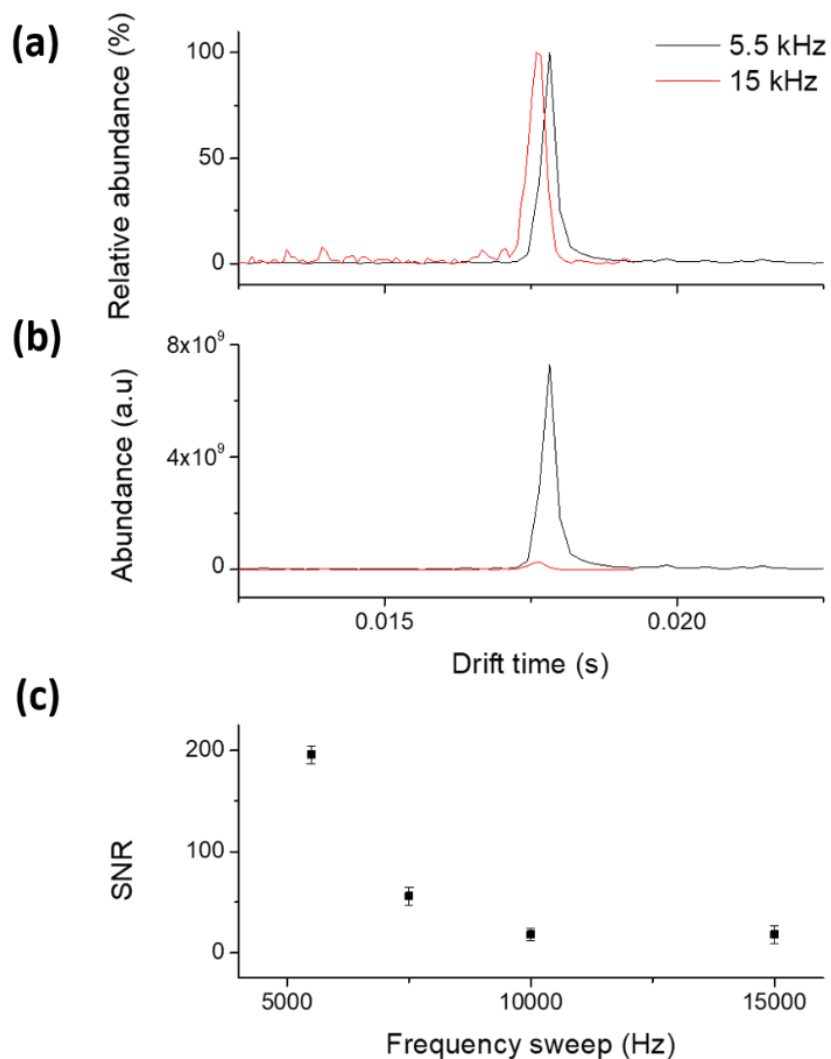 (a)
Relative abundance (%)
100
50
0
5.5 kHz
15 kHz
(b)
Abundance (a.u)
8x10⁹
4x10⁹
0
0.015
0.020
Drift time (s)
(c)
SNR
200
100
0
5000
10000
15000
Frequency sweep (Hz)